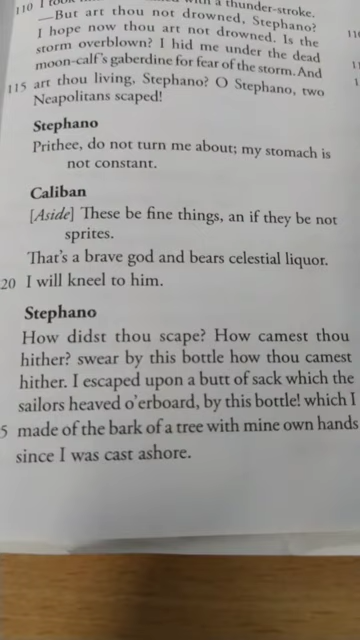 110 I took with a thunder-stroke.
—But art thou not drowned, Stephano?
I hope now thou art not drowned. Is the
storm overblown? I hid me under the dead
moon-calf's gaberdine for fear of the storm. And
115 art thou living, Stephano? O Stephano, two
Neapolitans scaped!
Stephano
Prithee, do not turn me about; my stomach is
not constant.
Caliban
[Aside] These be fine things, an if they be not
sprites.
That's a brave god and bears celestial liquor.
20 I will kneel to him.
Stephano
How didst thou scape? How camest thou
hither? swear by this bottle how thou camest
hither. I escaped upon a butt of sack which the
sailors heaved o'erboard, by this bottle! which I
5 made of the bark of a tree with mine own hands
since I was cast ashore.